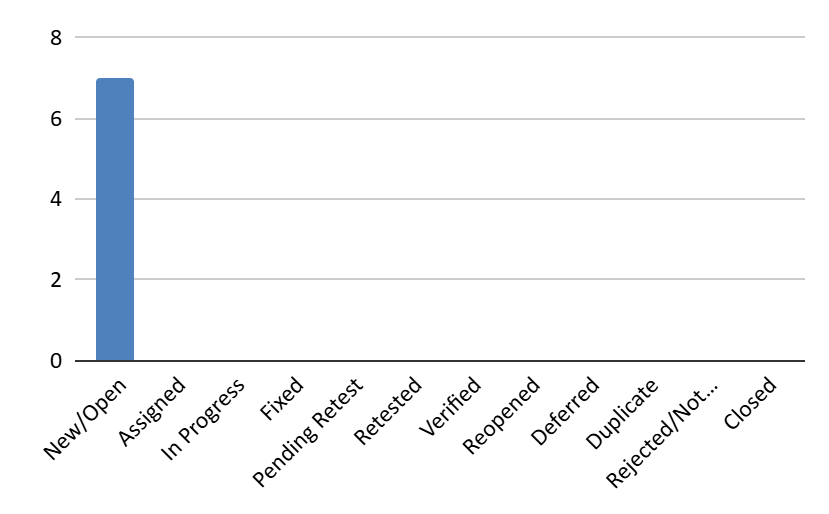 8
6
4
2
0
New/Open
Assigned
In Progress
Fixed
Pending Retest
Retested
Verified
Reopened
Deferred
Duplicate
Rejected/Not...
Closed